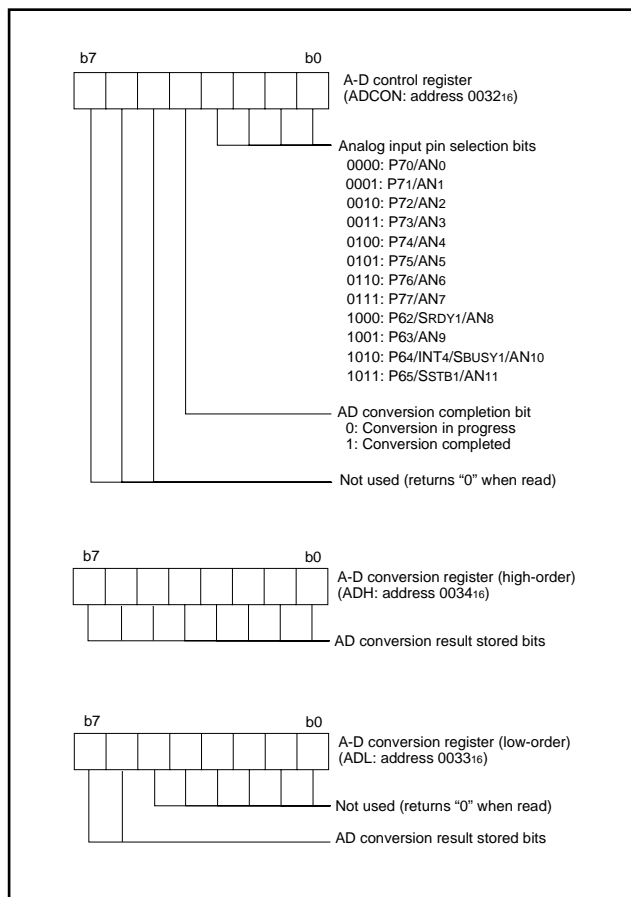 b7 b0
A-D control register
(ADCON: address 003216)
Analog input pin selection bits
0000: P70/AN0
0001: P71/AN1
0010: P72/AN2
0011: P73/AN3
0100: P74/AN4
0101: P75/AN5
0110: P76/AN6
0111: P77/AN7
1000: P62/SRDY1/AN8
1001: P63/AN9
1010: P64/INT4/SBUSY1/AN10
1011: P65/SSTB1/AN11
AD conversion completion bit
0: Conversion in progress
1: Conversion completed
Not used (returns “0” when read)
b7 b0
A-D conversion register (high-order)
(ADH: address 003416)
AD conversion result stored bits
b7 b0
A-D conversion register (low-order)
(ADL: address 003316)
Not used (returns “0” when read)
AD conversion result stored bits